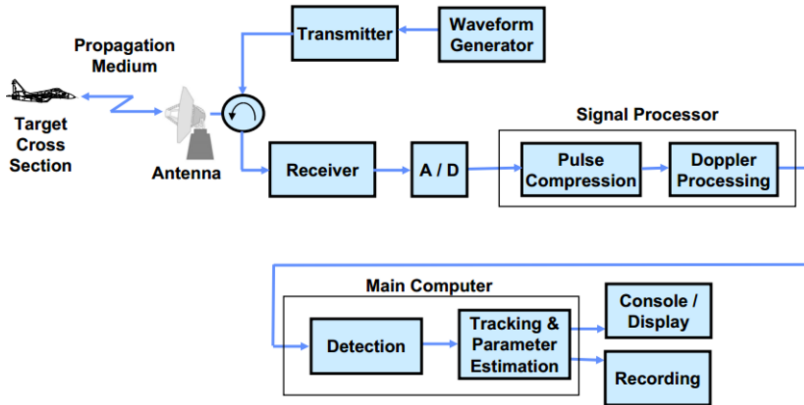 Transmitter
Waveform
Generator
Propagation
Medium
Target
Cross
Section
Antenna
Receiver
A / D
Signal Processor
Pulse
Compression
Doppler
Processing
Main Computer
Detection
Tracking &
Parameter
Estimation
Console /
Display
Recording